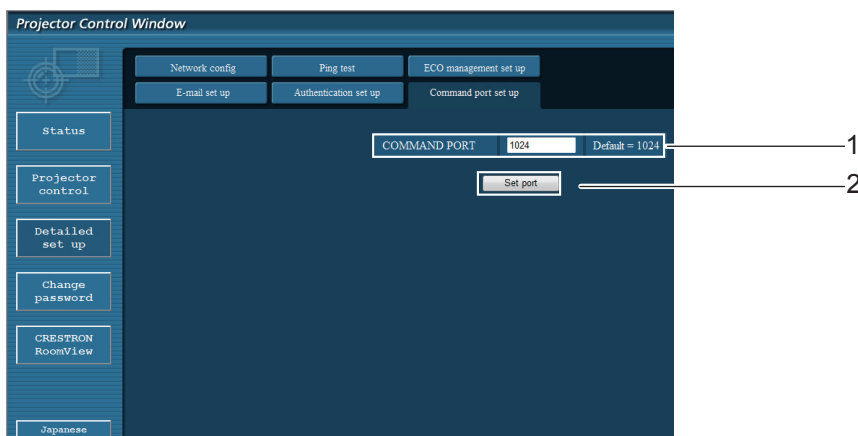 Projector Control Window
Network config
Ping test
ECO management set up
E-mail set up
Authentication set up
Command port set up
Status
Projector
control
Detailed
set up
Change
password
CRESTRON
RoomView
Japanese
COMMAND PORT 1024 Default = 1024
1
Set port
2